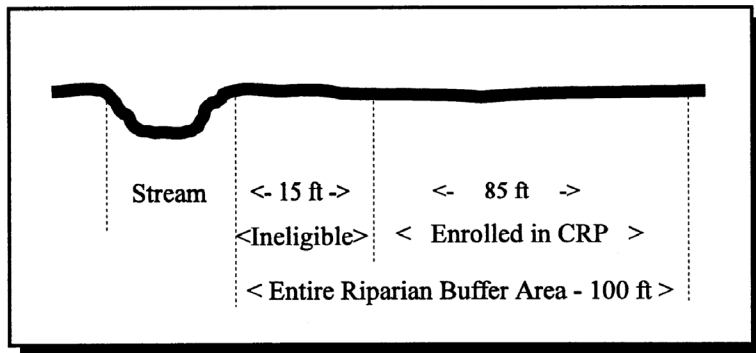 Stream <- 15 ft -> <- 85 ft ->
<Ineligible> < Enrolled in CRP >
< Entire Riparian Buffer Area - 100 ft >